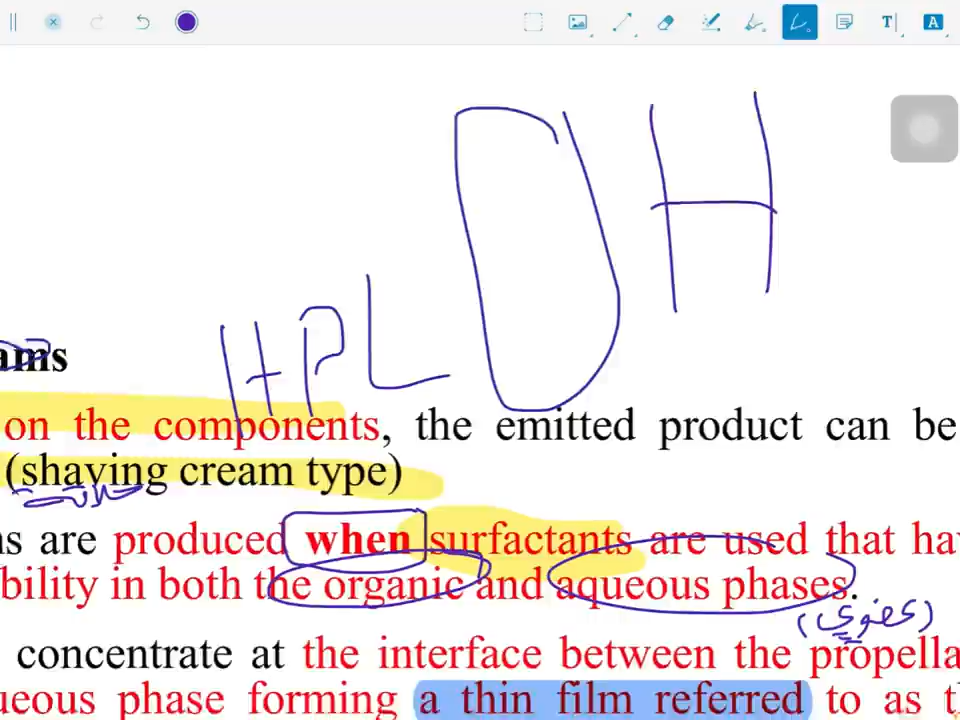 H
HPL
ams
on the components, the emitted product can be
(shaving cream type)
ns are produced when surfactants are used that hav
bility in both the organic and aqueous phases.
(عضوي)
concentrate at the interface between the propella
queous phase forming a thin film referred to as t